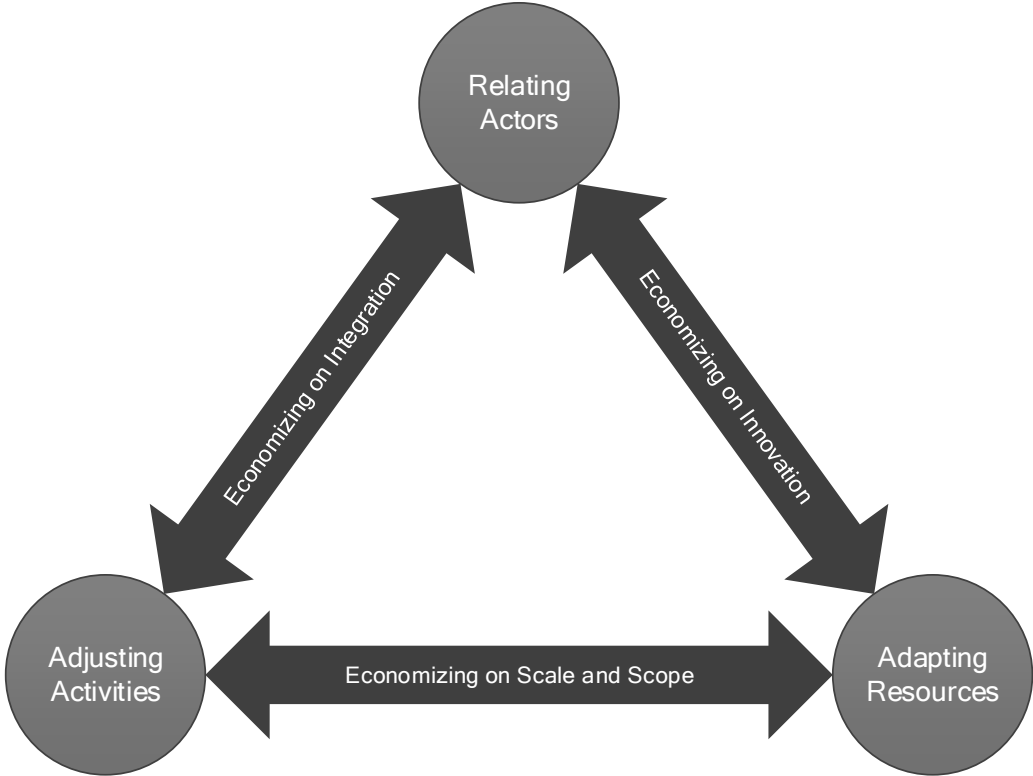 Relating
Actors
Economizing on Integration
Economizing on Innovation
Adjusting
Activities
Economizing on Scale and Scope
Adapting
Resources